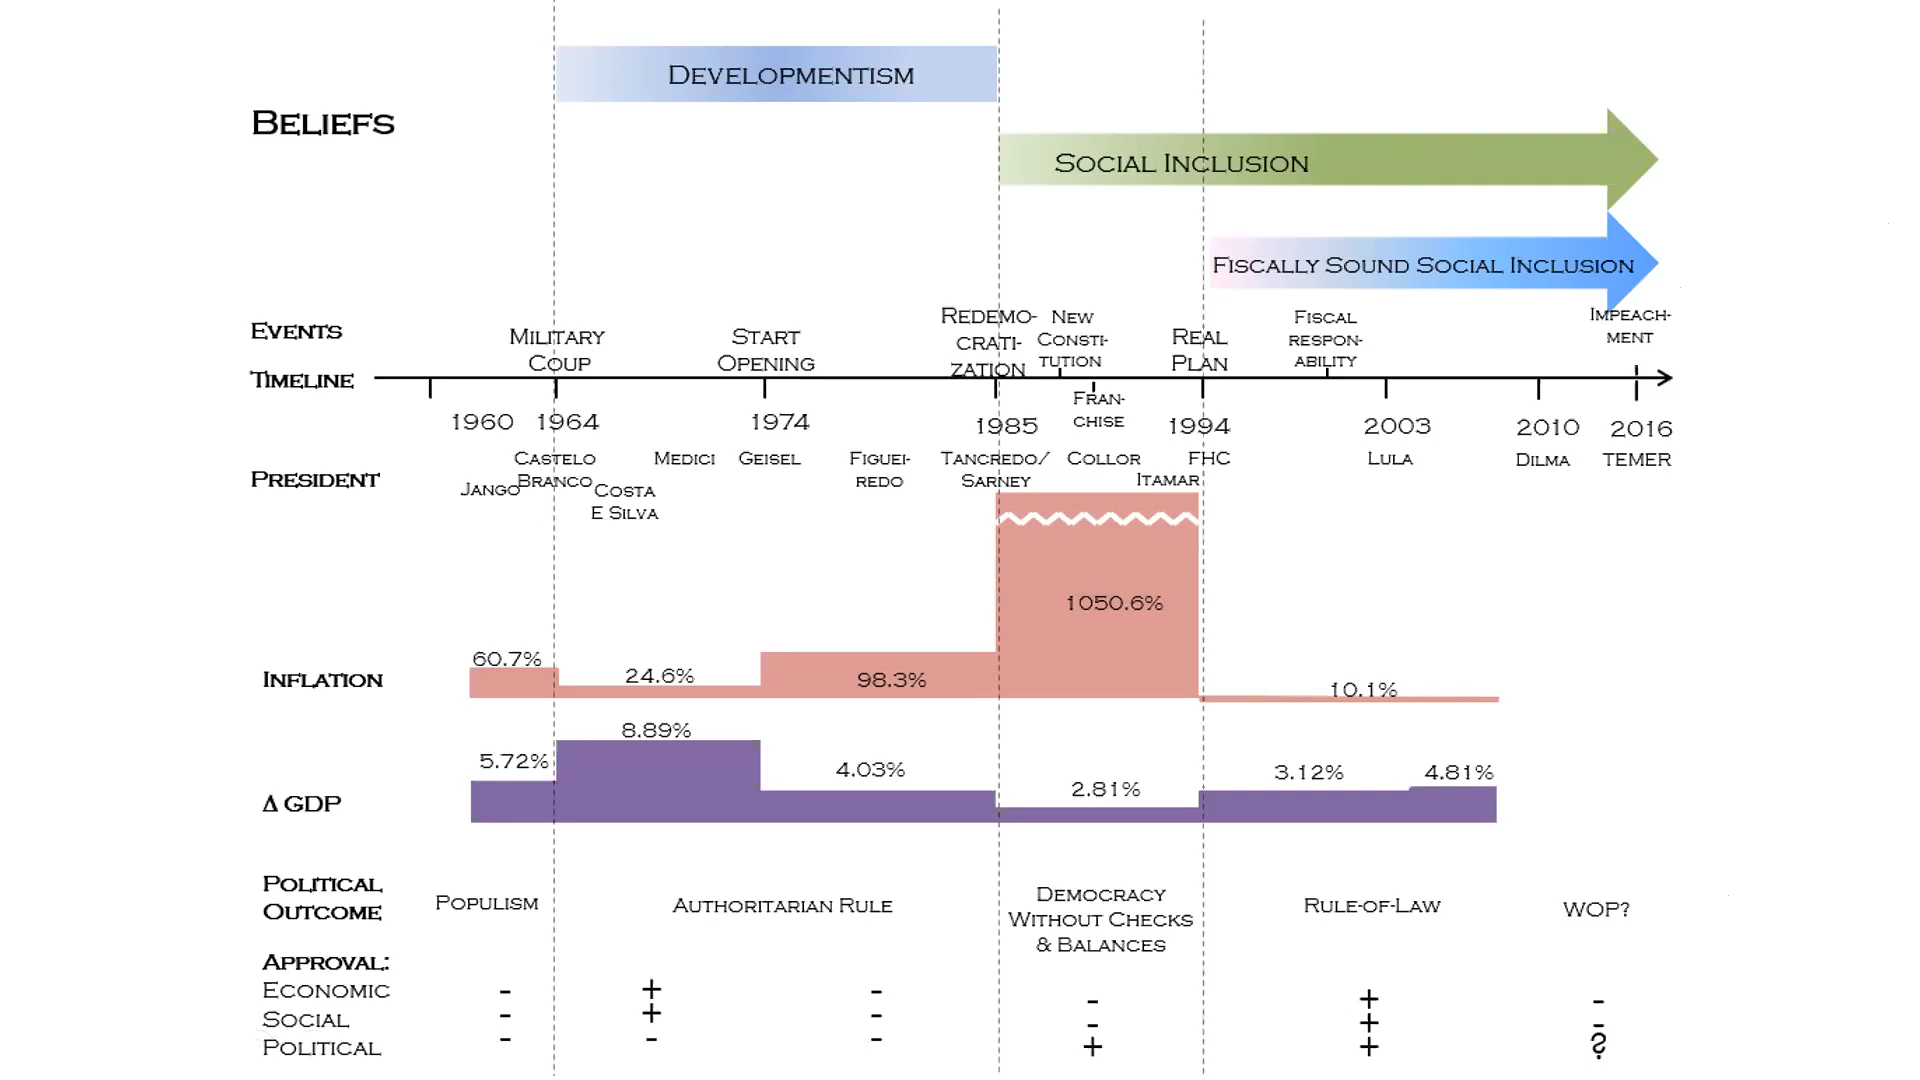 DEVELOPMENTISM
BELIEFS
SOCIAL INCLUSION
FISCALLY SOUND SOCIAL INCLUSION
EVENTS
MILITARY
COUP
START
OPENING
REDEMO-
CRATI-
ZATION
NEW
CONSTI-
TUTION
REAL
PLAN
FISCAL
RESPON-
ABILITY
IMPEACH-
MENT
TIMELINE
FRAN-
CHISE
1960 1964 1974 1985 1994 2003 2010 2016
PRESIDENT
JANGO
CASTELO
BRANCO
COSTA
E SILVA
MEDICI
GEISEL
FIGUEI-
REDO
TANCREDO/
SARNEY
COLLOR
ITAMAR
FHC
LULA
DILMA
TEMER
INFLATION
60.7% 24.6% 98.3% 1050.6% 10.1%
Δ GDP
5.72% 8.89% 4.03% 2.81% 3.12% 4.81%
POLITICAL
OUTCOME
POPULISM
AUTHORITARIAN RULE
DEMOCRACY
WITHOUT CHECKS
& BALANCES
RULE-OF-LAW
WOP?
APPROVAL:
ECONOMIC - + - - + -
SOCIAL - + - - + -
POLITICAL - - - + + ?